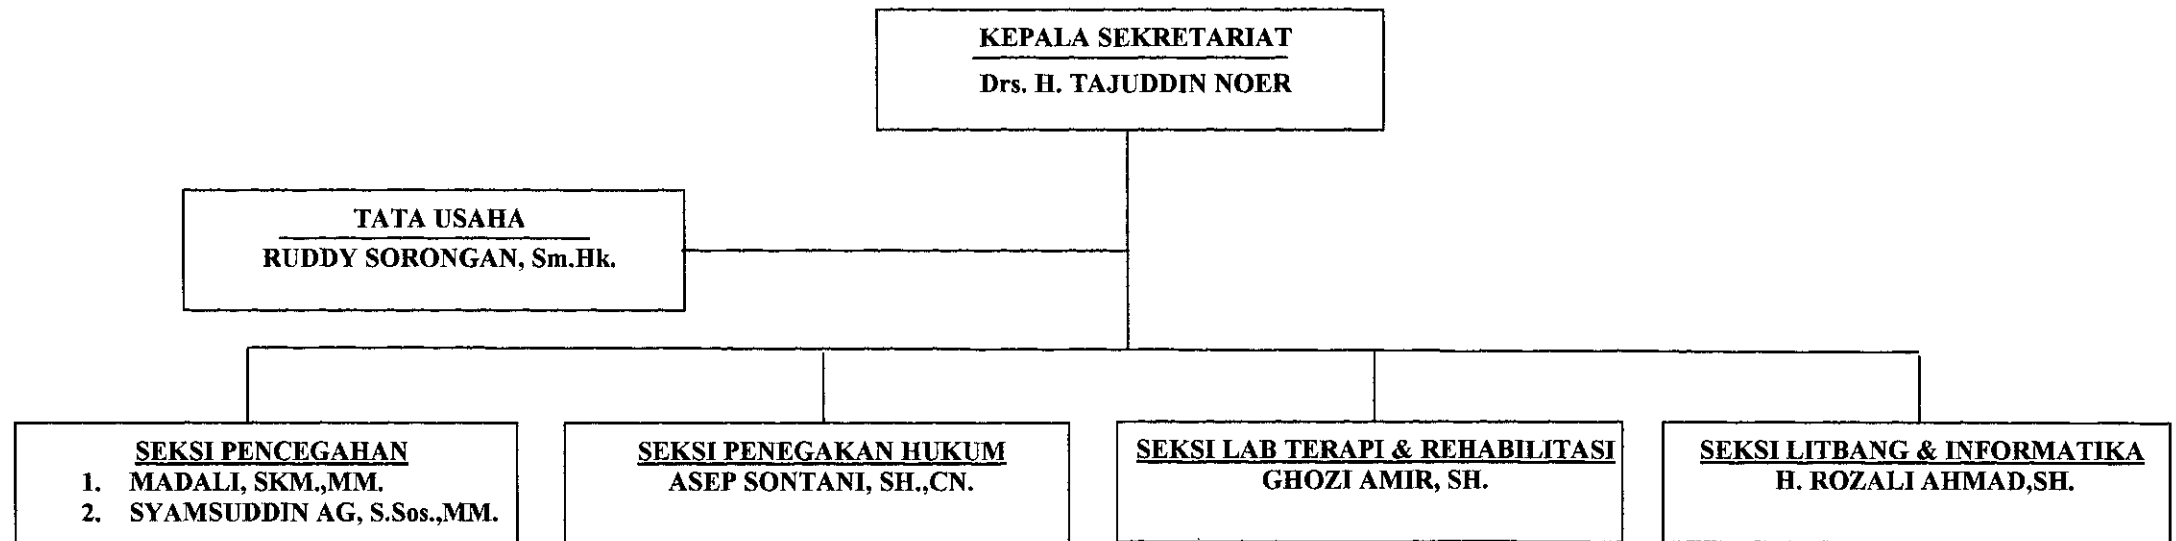 KEPALA SEKRETARIAT
Drs. H. TAJUDDIN NOER
TATA USAHA
RUDDY SORONGAN, Sm.Hk.
SEKSI PENCEGAHAN
1. MADALI, SKM.,MM.
2. SYAMSUDDIN AG, S.Sos.,MM.
SEKSI PENEGAKAN HUKUM
ASEP SONTANI, SH.,CN.
SEKSI LAB TERAPI & REHABILITASI
GHOZI AMIR, SH.
SEKSI LITBANG & INFORMATIKA
H. ROZALI AHMAD,SH.